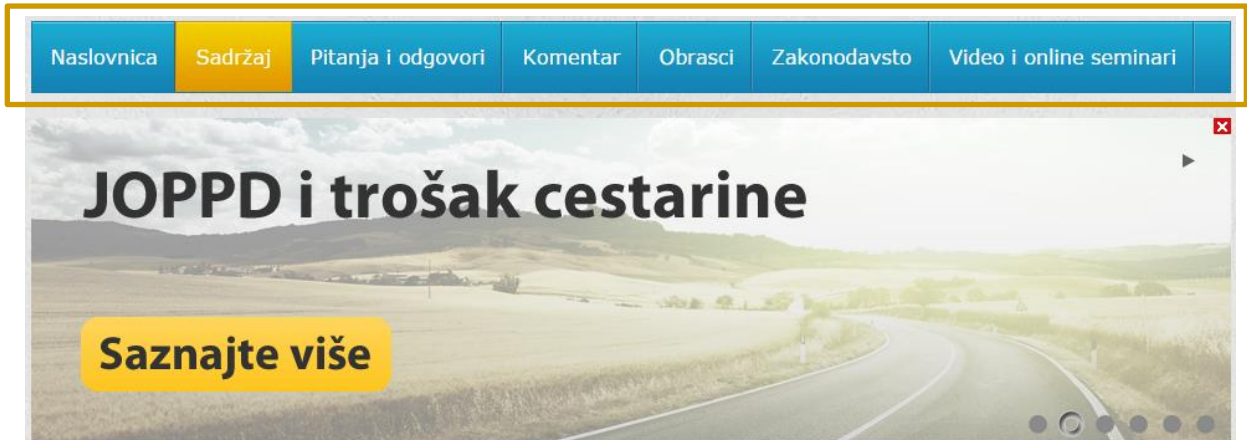 Naslovnica Sadržaj Pitanja i odgovori Komentar Obrasci Zakonodavsto Video i online seminari
JOPPD i trošak cestarine
Saznajte više